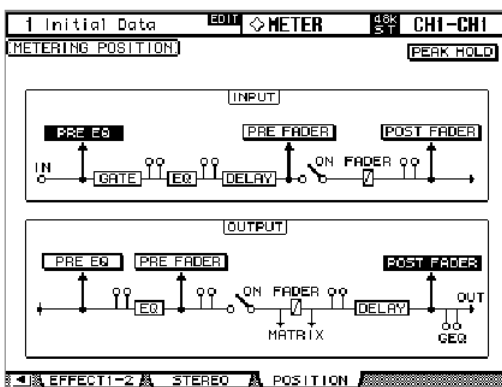 1 Initial Data EDIT METER 48K ST CH1-CH1
METERING POSITION PEAK HOLD
INPUT
PRE EQ PRE FADER POST FADER
IN GATE EQ DELAY ON FADER
OUTPUT
PRE EQ PRE FADER POST FADER
EQ ON FADER DELAY OUT
MATRIX GEQ
EFFECT1-2 STEREO POSITION